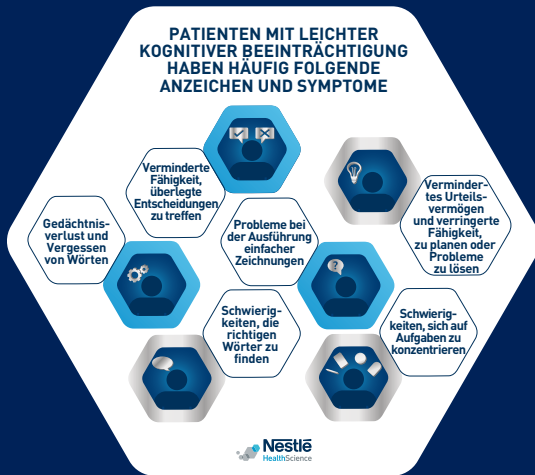 PATIENTEN MIT LEICHTER
KOGNITIVER BEEINTRÄCHTIGUNG
HABEN HÄUFIG FOLGENDE
ANZEICHEN UND SYMPTOME
Verminderte
Fähigkeit,
überlegte
Entscheidungen
zu treffen
Verminder-
tes Urteils-
vermögen
und verringerte
Fähigkeit,
zu planen oder
Probleme
zu lösen
Gedächtnis-
verlust und
Vergessen
von Wörten
Probleme bei
der Ausführung
einfacher
Zeichnungen
Schwierig-
keiten, die
richtigen
Wörter zu
finden
Schwierig-
keiten, sich auf
Aufgaben zu
konzentrieren
?
Nestlé
HealthScience